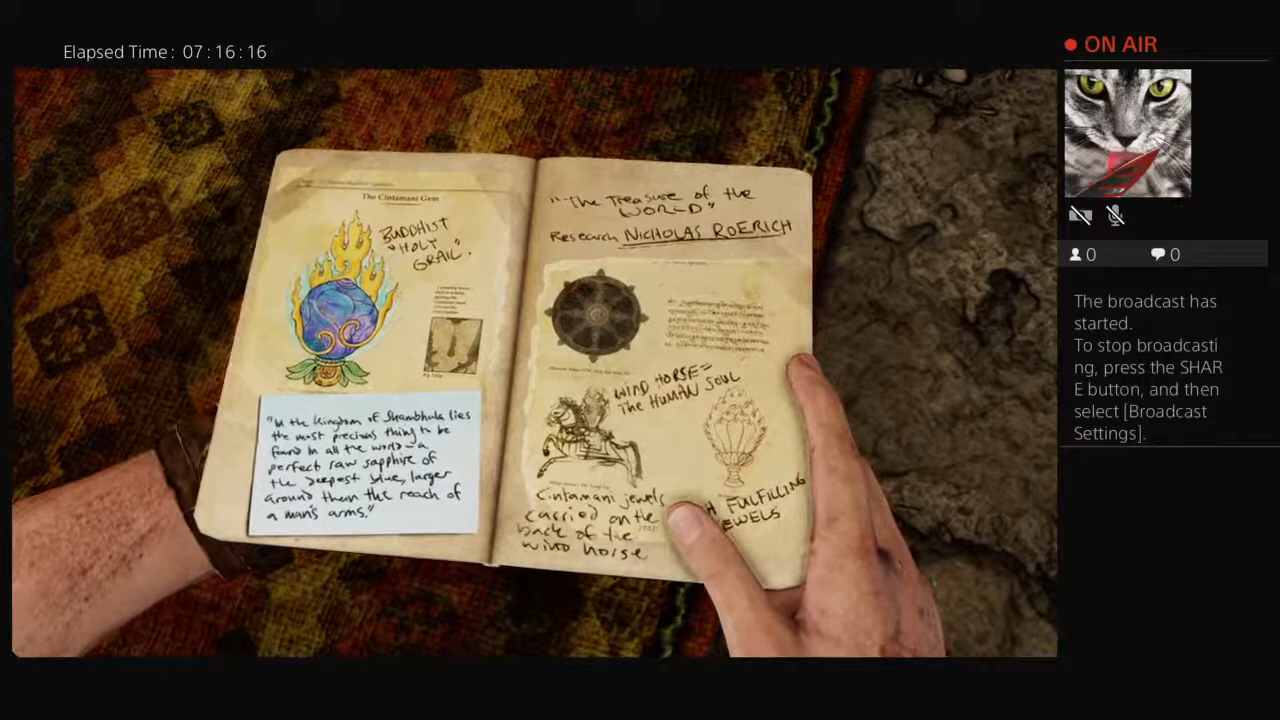 Elapsed Time: 07:16:16
ON AIR
0
0
The broadcast has
started.
To stop broadcasti
ng, press the SHAR
E button, and then
select [Broadcast
Settings].
The Cintamani Gem
BUDDHIST
"HOLY
GRAIL."
"In the kingdom of Shambhala lies
the most precious thing to be
found in all the world—a
perfect raw sapphire of
the deepest blue, larger
around then the reach of
a man's arms."
"The Treasure of the
WORLD"
Research NICHOLAS ROERICH
WIND HORSE=
The HUMAN SOUL
Cintamani jewels
carried on the
back of the
wind horse
FULFILLING
JEWELS